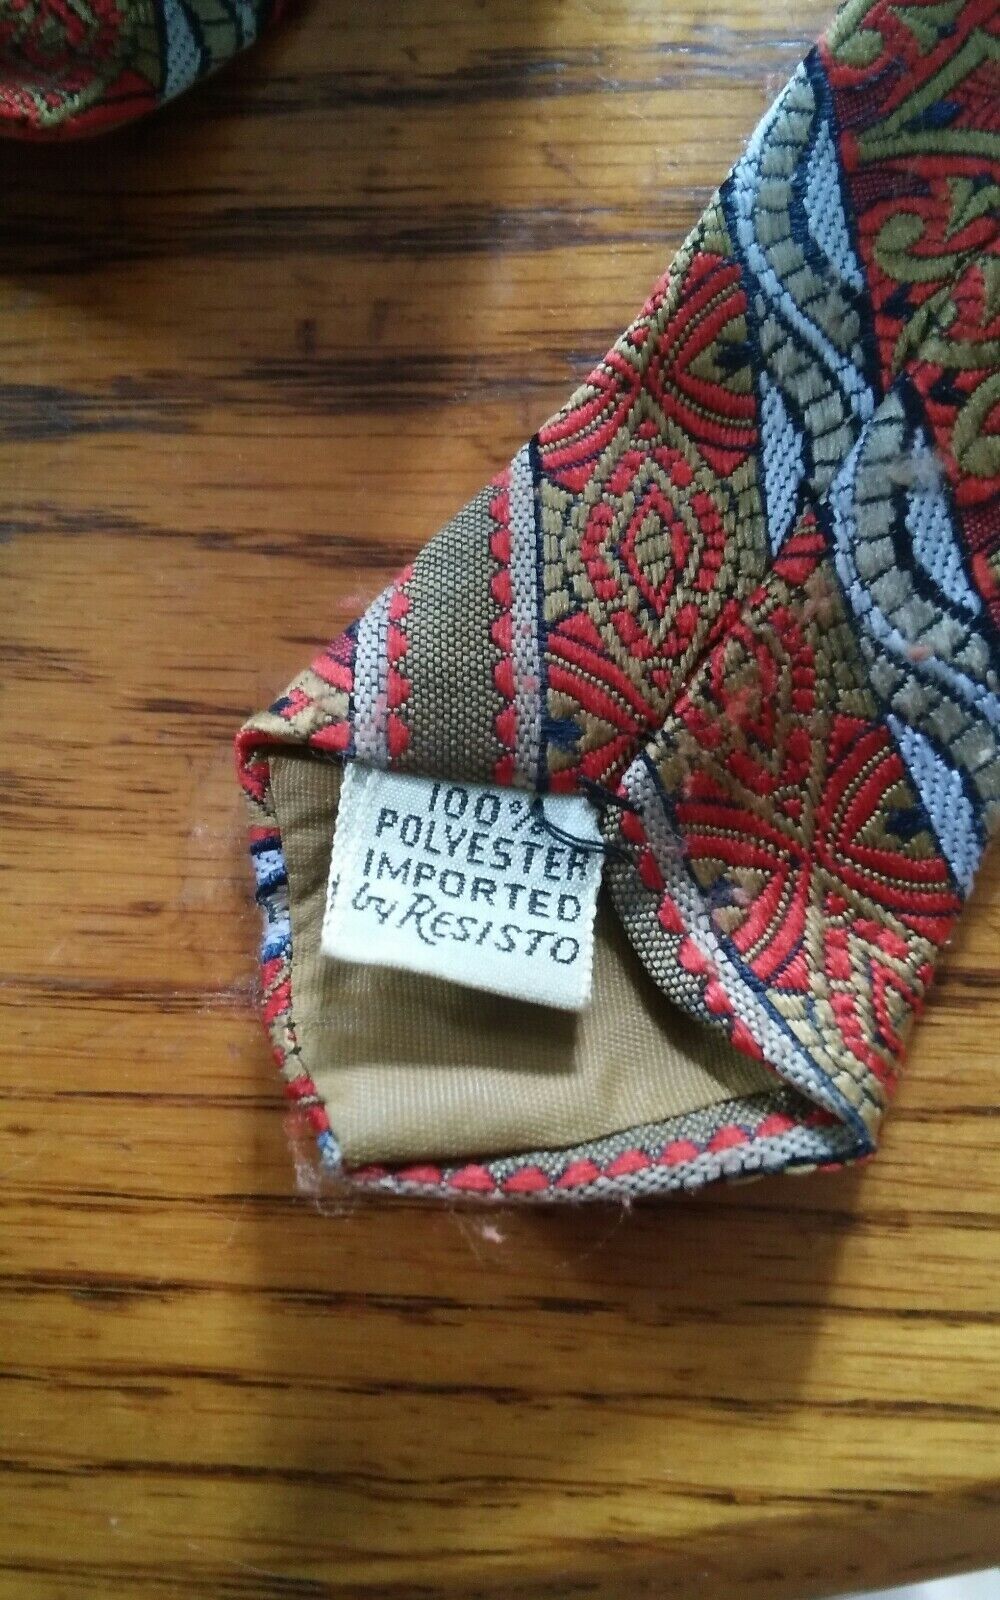 100%
POLYESTER
IMPORTED
by RESISTO